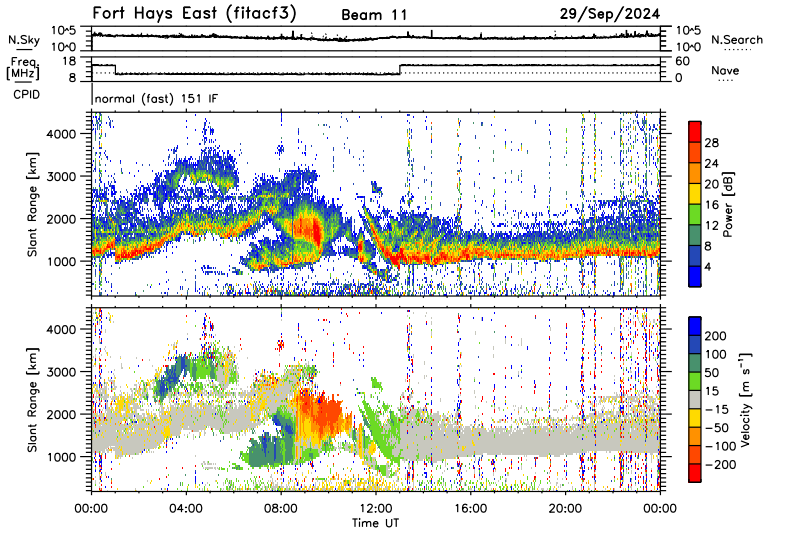 Fort Hays East (fitacf3) Beam 11 29/Sep/2024
N.Sky 10^5 10^0 10^5 10^0 N.Search
Freq. [MHz] 18 8 60 0 Nave
CPID normal (fast) 151 IF
Slant Range [km]
4000
3000
2000
1000
Power [dB]
28
24
20
16
12
8
4
Slant Range [km]
4000
3000
2000
1000
Velocity [m s⁻¹]
200
100
50
15
−15
−50
−100
−200
00:00 04:00 08:00 12:00 16:00 20:00 00:00
Time UT